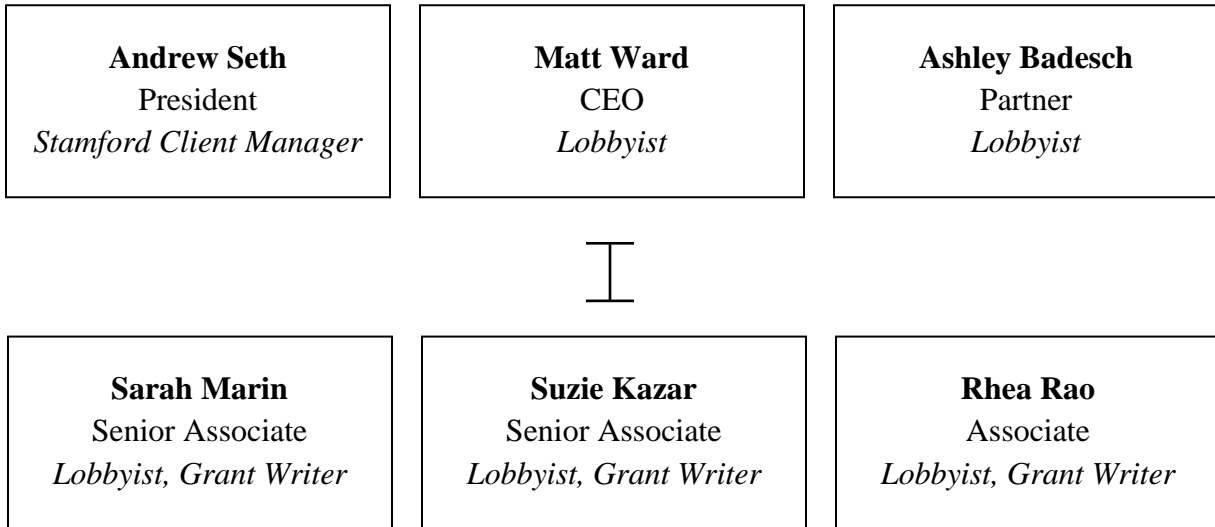 Andrew Seth
President
Stamford Client Manager
Matt Ward
CEO
Lobbyist
Ashley Badesch
Partner
Lobbyist
Sarah Marin
Senior Associate
Lobbyist, Grant Writer
Suzie Kazar
Senior Associate
Lobbyist, Grant Writer
Rhea Rao
Associate
Lobbyist, Grant Writer